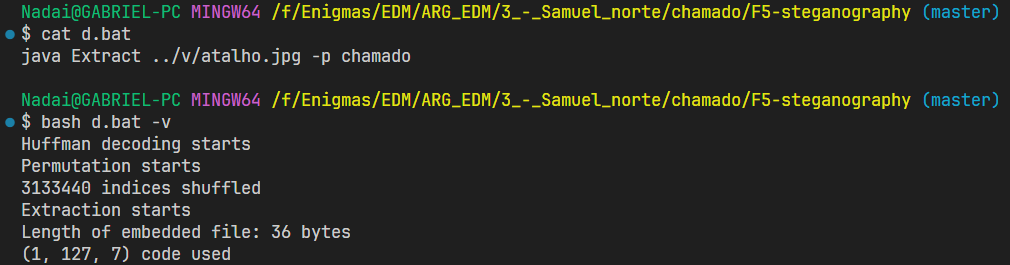 Nadai@GABRIEL-PC MINGW64 /f/Enigmas/EDM/ARG_EDM/3_-_Samuel_norte/chamado/F5-steganography (master)
$ cat d.bat
java Extract ../v/atalho.jpg -p chamado
Nadai@GABRIEL-PC MINGW64 /f/Enigmas/EDM/ARG_EDM/3_-_Samuel_norte/chamado/F5-steganography (master)
$ bash d.bat -v
Huffman decoding starts
Permutation starts
3133440 indices shuffled
Extraction starts
Length of embedded file: 36 bytes
(1, 127, 7) code used